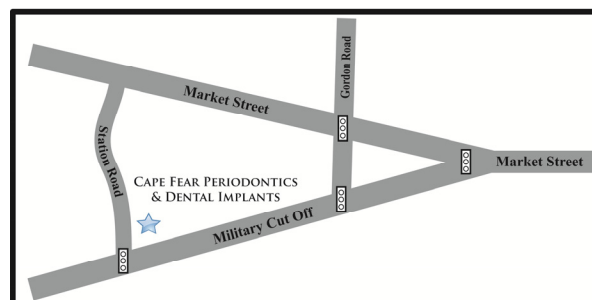 Gordon Road
Market Street
Station Road
Market Street
CAPE FEAR PERIODONTICS
& DENTAL IMPLANTS
Military Cut Off